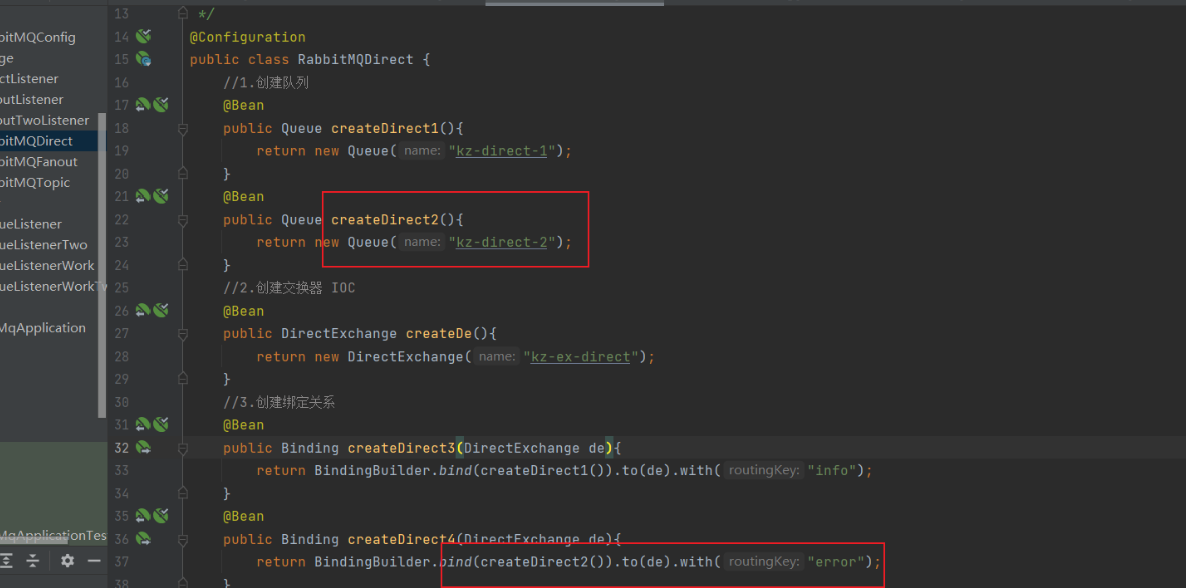 bitMQConfig
ge
ctListener
outListener
outTwoListener
bitMQDirect
bitMQFanout
bitMQTopic
ueListener
ueListenerTwo
ueListenerWork
ueListenerWorkTw
MqApplication
MqApplicationTes
13 */
14 @Configuration
15 public class RabbitMQDirect {
16 //1.创建队列
17 @Bean
18 public Queue createDirect1(){
19 return new Queue( name: "kz-direct-1");
20 }
21 @Bean
22 public Queue createDirect2(){
23 return new Queue( name: "kz-direct-2");
24 }
25 //2.创建交换器 IOC
26 @Bean
27 public DirectExchange createDe(){
28 return new DirectExchange( name: "kz-ex-direct");
29 }
30 //3.创建绑定关系
31 @Bean
32 public Binding createDirect3(DirectExchange de){
33 return BindingBuilder.bind(createDirect1()).to(de).with( routingKey: "info");
34 }
35 @Bean
36 public Binding createDirect4(DirectExchange de){
37 return BindingBuilder.bind(createDirect2()).to(de).with( routingKey: "error");
38 }